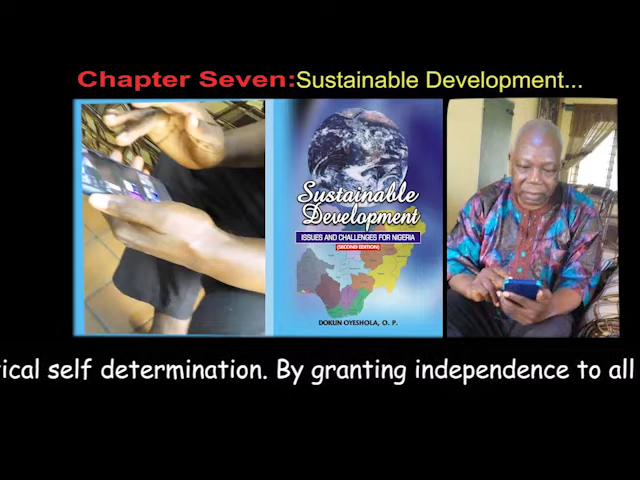 Chapter Seven:Sustainable Development...
Sustainable
Development
ISSUES AND CHALLENGES FOR NIGERIA
(SECOND EDITION)
DOKUN OYESHOLA, O. P.
ical self determination. By granting independence to all